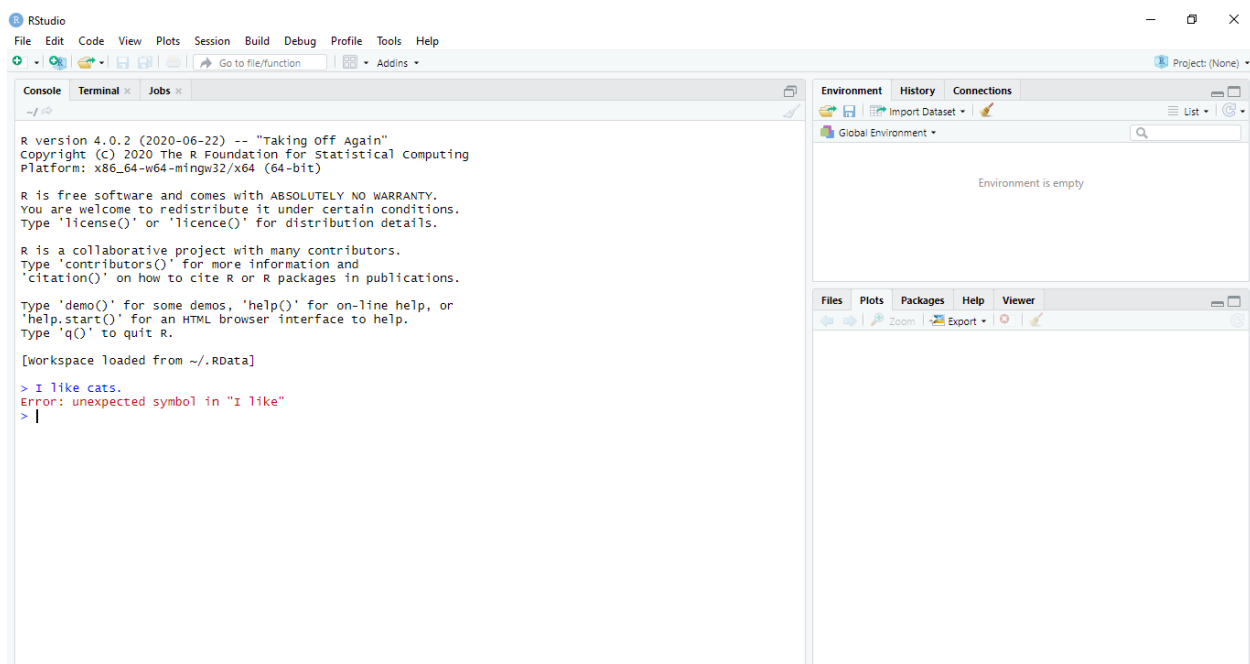 RStudio
File Edit Code View Plots Session Build Debug Profile Tools Help
Go to file/function Addins Project: (None)
Console Terminal Jobs
~/
R version 4.0.2 (2020-06-22) -- "Taking Off Again"
Copyright (C) 2020 The R Foundation for Statistical Computing
Platform: x86_64-w64-mingw32/x64 (64-bit)
R is free software and comes with ABSOLUTELY NO WARRANTY.
You are welcome to redistribute it under certain conditions.
Type 'license()' or 'licence()' for distribution details.
R is a collaborative project with many contributors.
Type 'contributors()' for more information and
'citation()' on how to cite R or R packages in publications.
Type 'demo()' for some demos, 'help()' for on-line help, or
'help.start()' for an HTML browser interface to help.
Type 'q()' to quit R.
[Workspace loaded from ~/.RData]
> I like cats.
Error: unexpected symbol in "I like"
>
Environment History Connections
Import Dataset List
Global Environment
Environment is empty
Files Plots Packages Help Viewer
Zoom Export